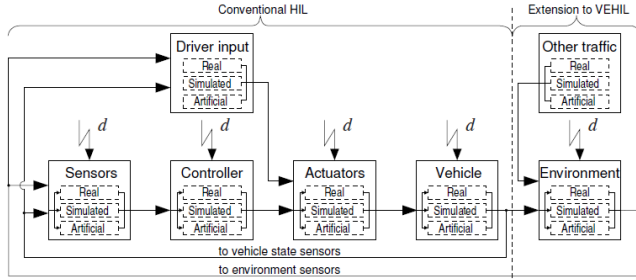 Conventional HIL
Extension to VEHIL
Driver input
Real
Simulated
Artificial
Other traffic
Real
Simulated
Artificial
d
d
d
d
d
Sensors
Real
Simulated
Artificial
Controller
Real
Simulated
Artificial
Actuators
Real
Simulated
Artificial
Vehicle
Real
Simulated
Artificial
Environment
Real
Simulated
Artificial
to vehicle state sensors
to environment sensors